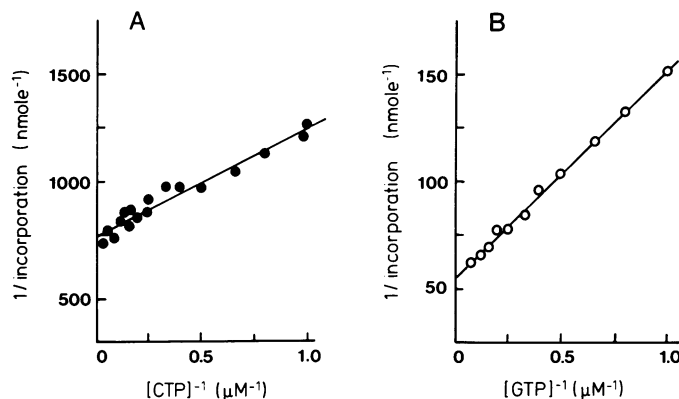 A
1/incorporation (nmole⁻¹)
1500
1000
500
0
0.5
1.0
[CTP]⁻¹ (µM⁻¹)
B
1/incorporation (nmole⁻¹)
150
100
75
50
0
0.5
1.0
[GTP]⁻¹ (µM⁻¹)